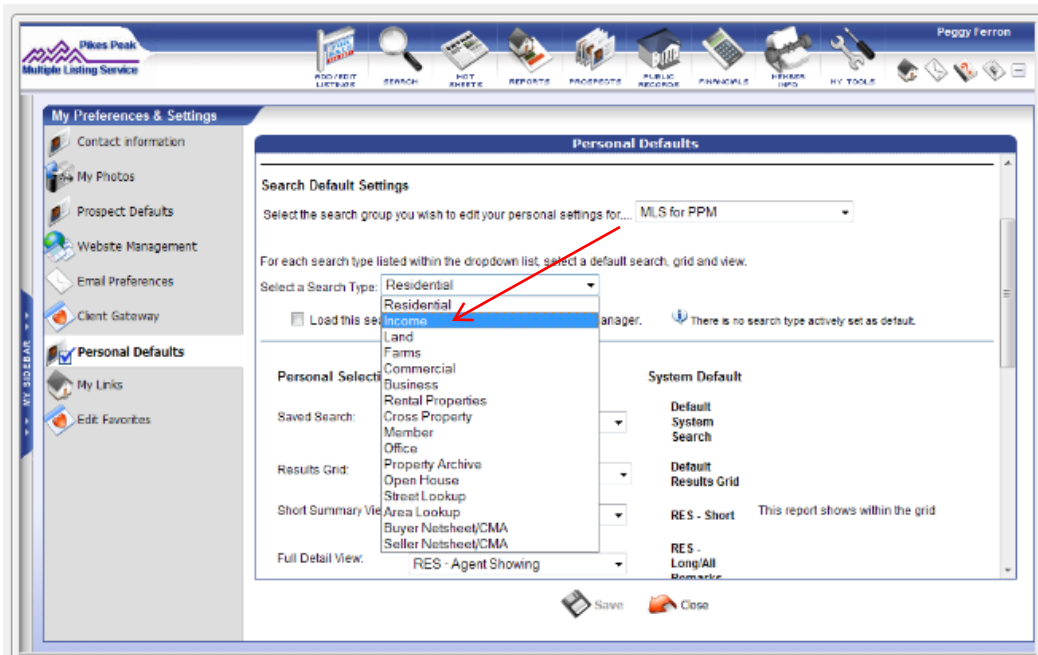 Pikes Peak
Multiple Listing Service
Peggy Ferron
ADD/EDIT LISTINGS
SEARCH
HOT SHEETS
REPORTS
PROSPECTS
PUBLIC RECORDS
FINANCIALS
MEMBER INFO
MY TOOLS
My Preferences & Settings
Contact information
My Photos
Prospect Defaults
Website Management
Email Preferences
Client Gateway
Personal Defaults
My Links
Edit Favorites
MY SIDEBAR
Personal Defaults
Search Default Settings
Select the search group you wish to edit your personal settings for.... MLS for PPM
For each search type listed within the dropdown list, select a default search, grid and view.
Select a Search Type: Residential
Residential
Income
Land
Farms
Commercial
Business
Rental Properties
Cross Property
Member
Office
Property Archive
Open House
Street Lookup
Area Lookup
Buyer Netsheet/CMA
Seller Netsheet/CMA
Load this sea
anager.
There is no search type actively set as default.
Personal Selecti
System Default
Saved Search:
Default
System
Search
Results Grid:
Default
Results Grid
Short Summary Vie
RES - Short
This report shows within the grid
Full Detail View:
RES - Agent Showing
RES -
Long/All
Remarks
Save
Close